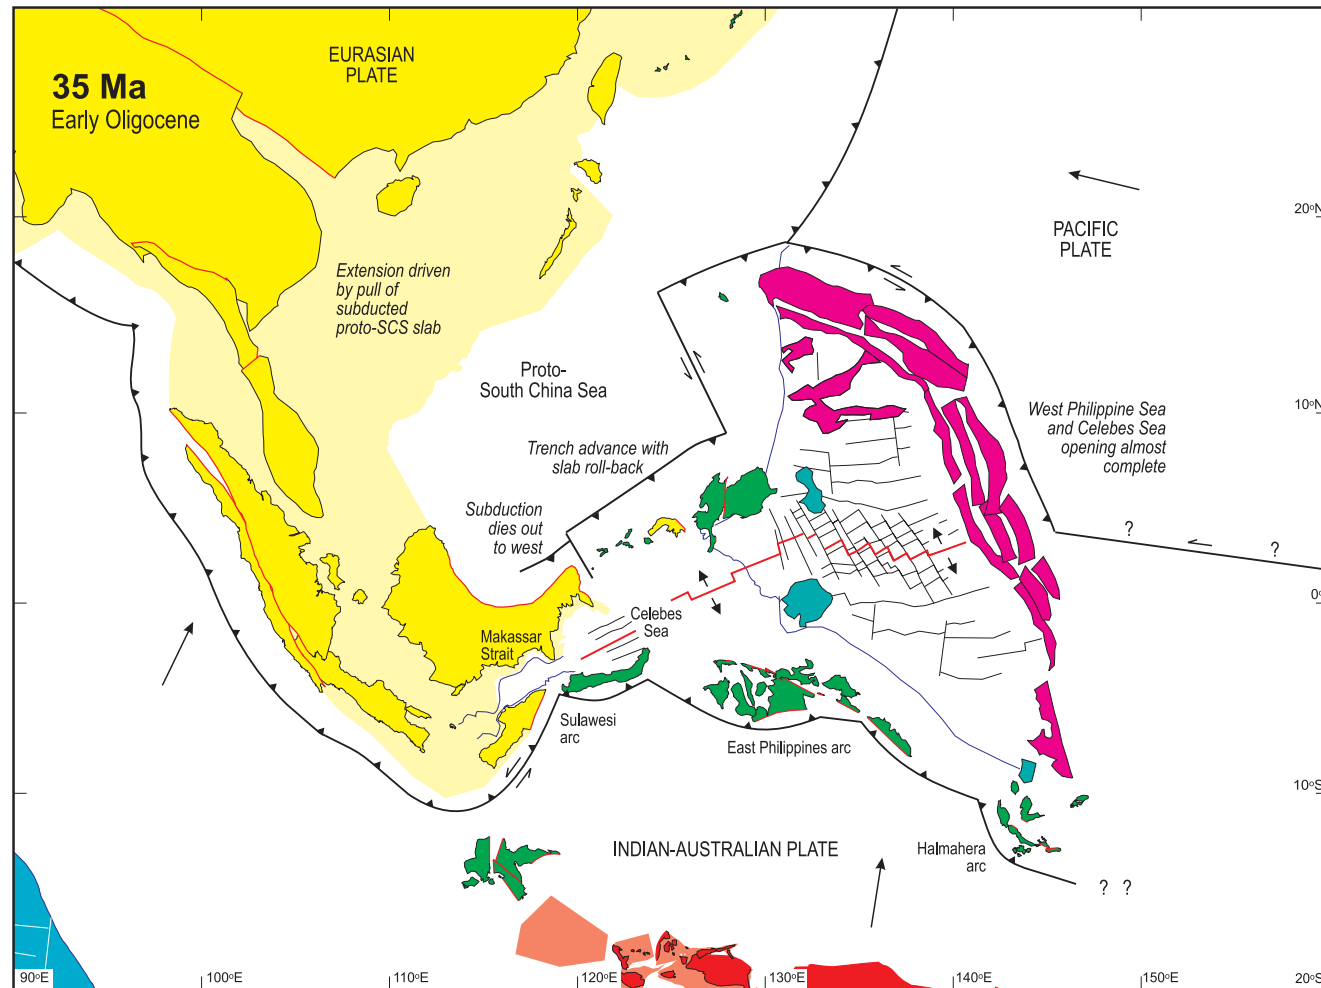 35 Ma
Early Oligocene
EURASIAN
PLATE
PACIFIC
PLATE
20°N
Extension driven
by pull of
subducted
proto-SCS slab
Proto-
South China Sea
10°N
West Philippine Sea
and Celebes Sea
opening almost
complete
Trench advance with
slab roll-back
Subduction
dies out
to west
?
?
0°
Celebes
Sea
Makassar
Strait
Sulawesi
arc
East Philippines arc
10°S
INDIAN-AUSTRALIAN PLATE
Halmahera
arc
? ?
90°E
100°E
110°E
120°E
130°E
140°E
150°E
20°S